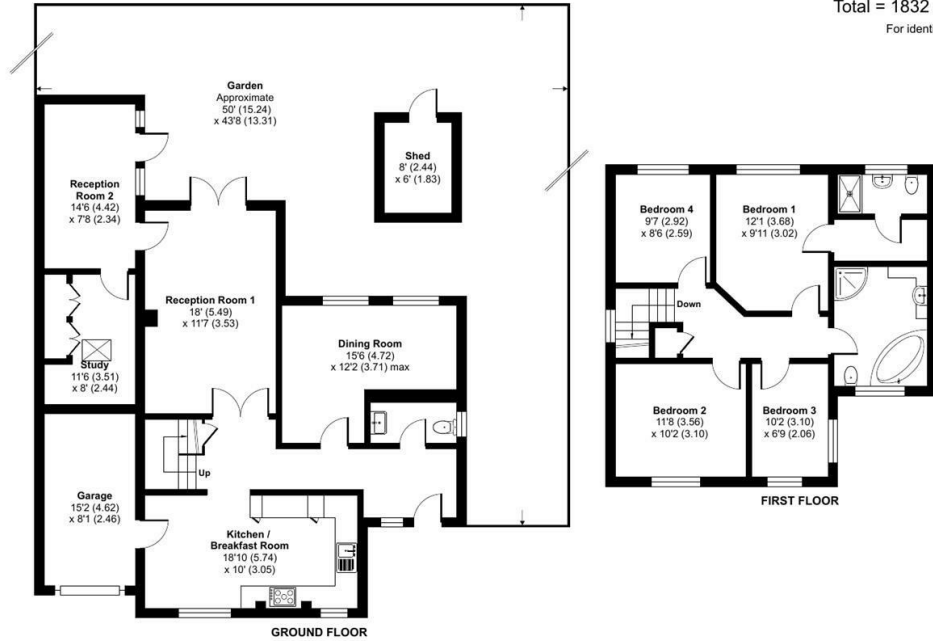 Total = 1832
For identi
Garden
Approximate
50' (15.24)
x 43'8 (13.31)
Shed
8' (2.44)
x 6' (1.83)
Reception
Room 2
14'6 (4.42)
x 7'8 (2.34)
Reception Room 1
18' (5.49)
x 11'7 (3.53)
Dining Room
15'6 (4.72)
x 12'2 (3.71) max
Study
11'6 (3.51)
x 8' (2.44)
Up
Garage
15'2 (4.62)
x 8'1 (2.46)
Kitchen /
Breakfast Room
18'10 (5.74)
x 10' (3.05)
GROUND FLOOR
Bedroom 4
9'7 (2.92)
x 8'6 (2.59)
Bedroom 1
12'1 (3.68)
x 9'11 (3.02)
Down
Bedroom 2
11'8 (3.56)
x 10'2 (3.10)
Bedroom 3
10'2 (3.10)
x 6'9 (2.06)
FIRST FLOOR